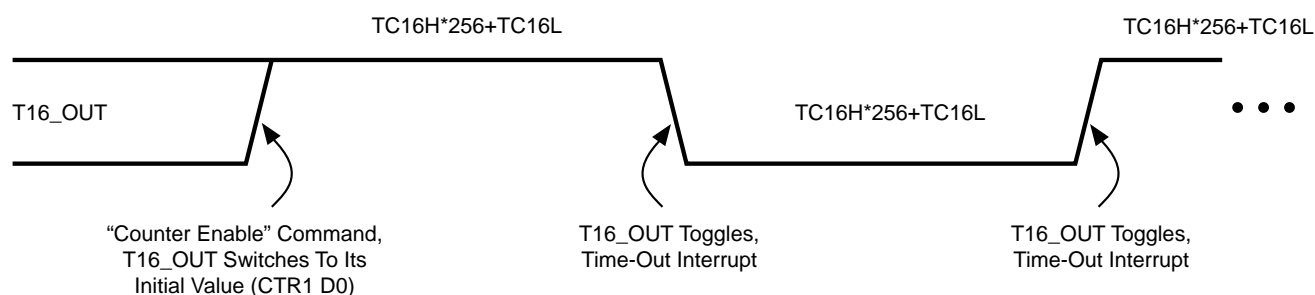 TC16H*256+TC16L
TC16H*256+TC16L
T16_OUT
TC16H*256+TC16L
“Counter Enable” Command,
T16_OUT Switches To Its
Initial Value (CTR1 D0)
T16_OUT Toggles,
Time-Out Interrupt
T16_OUT Toggles,
Time-Out Interrupt